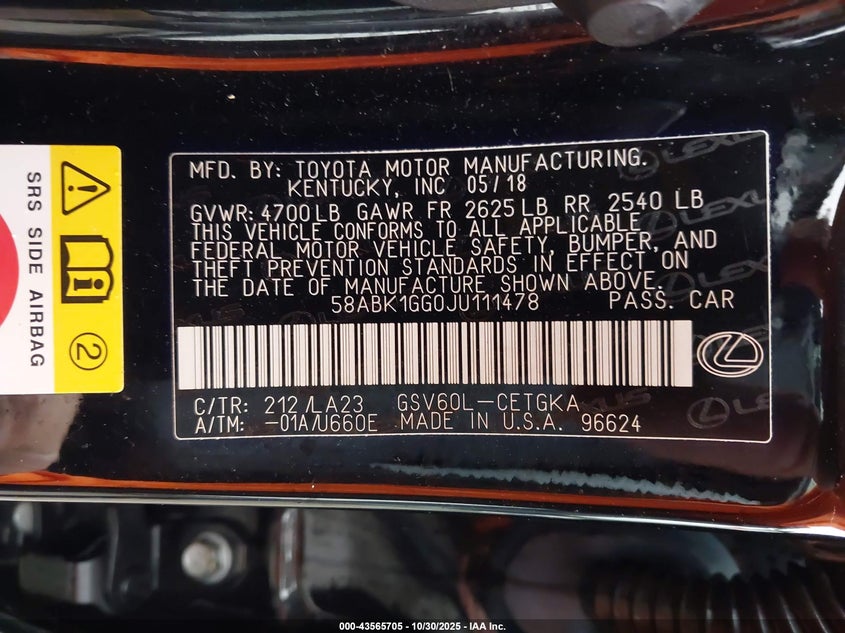 MFD. BY: TOYOTA MOTOR MANUFACTURING.
KENTUCKY, INC 05/18
GVWR: 4700LB GAWR FR 2625LB RR 2540 LB
THIS VEHICLE CONFORMS TO ALL APPLICABLE
FEDERAL MOTOR VEHICLE SAFETY, BUMPER, AND
THEFT PREVENTION STANDARDS IN EFFECT ON
THE DATE OF MANUFACTURE SHOWN ABOVE.
58ABK1GG0JU111478 PASS. CAR
C/TR: 212/LA23 GSV60L-CETGKA
A/TM: -01A/U660E MADE IN U.S.A. 96624
SRS SIDE AIRBAG
2
LEXUS
LEXUS
LEXUS
000-43565705 - 10/30/2025 - IAA Inc.